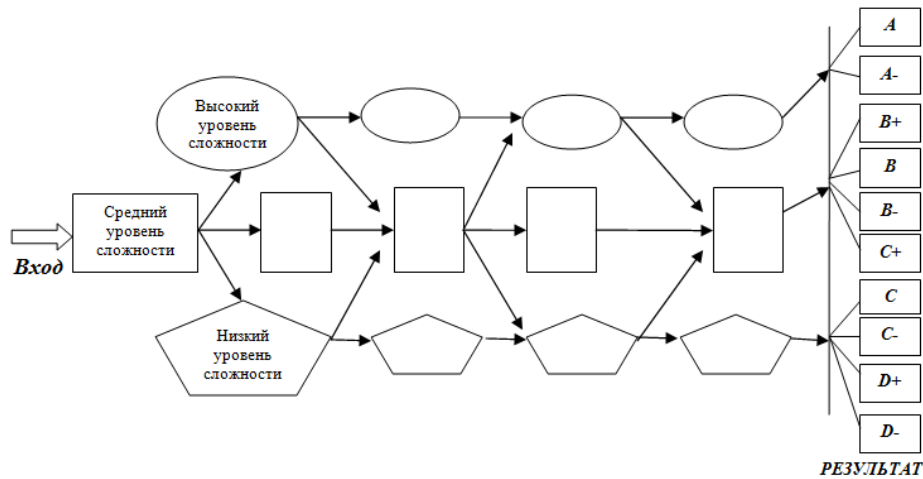 Высокий
уровень
сложности
Средний
уровень
сложности
Вход
Низкий
уровень
сложности
A
A-
B+
B
B-
C+
C
C-
D+
D-
РЕЗУЛЬТАТ